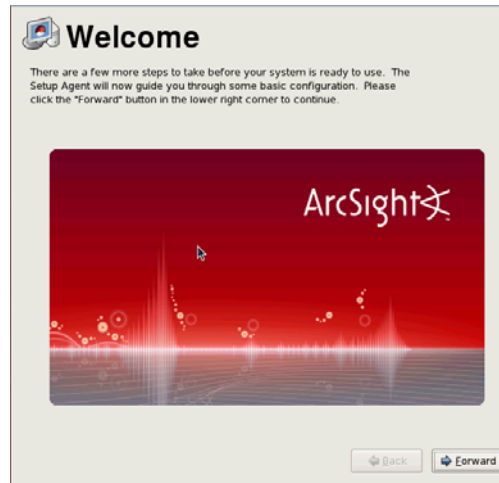 Welcome
There are a few more steps to take before your system is ready to use. The
Setup Agent will now guide you through some basic configuration. Please
click the "Forward" button in the lower right corner to continue.
ArcSight
Back
Forward